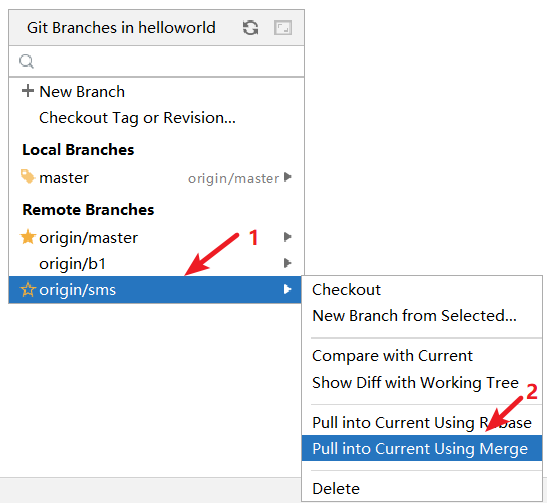 Git Branches in helloworld
New Branch
Checkout Tag or Revision...
Local Branches
master origin/master
Remote Branches
origin/master
1
origin/b1
origin/sms
Checkout
New Branch from Selected...
Compare with Current
Show Diff with Working Tree
2
Pull into Current Using Rebase
Pull into Current Using Merge
Delete